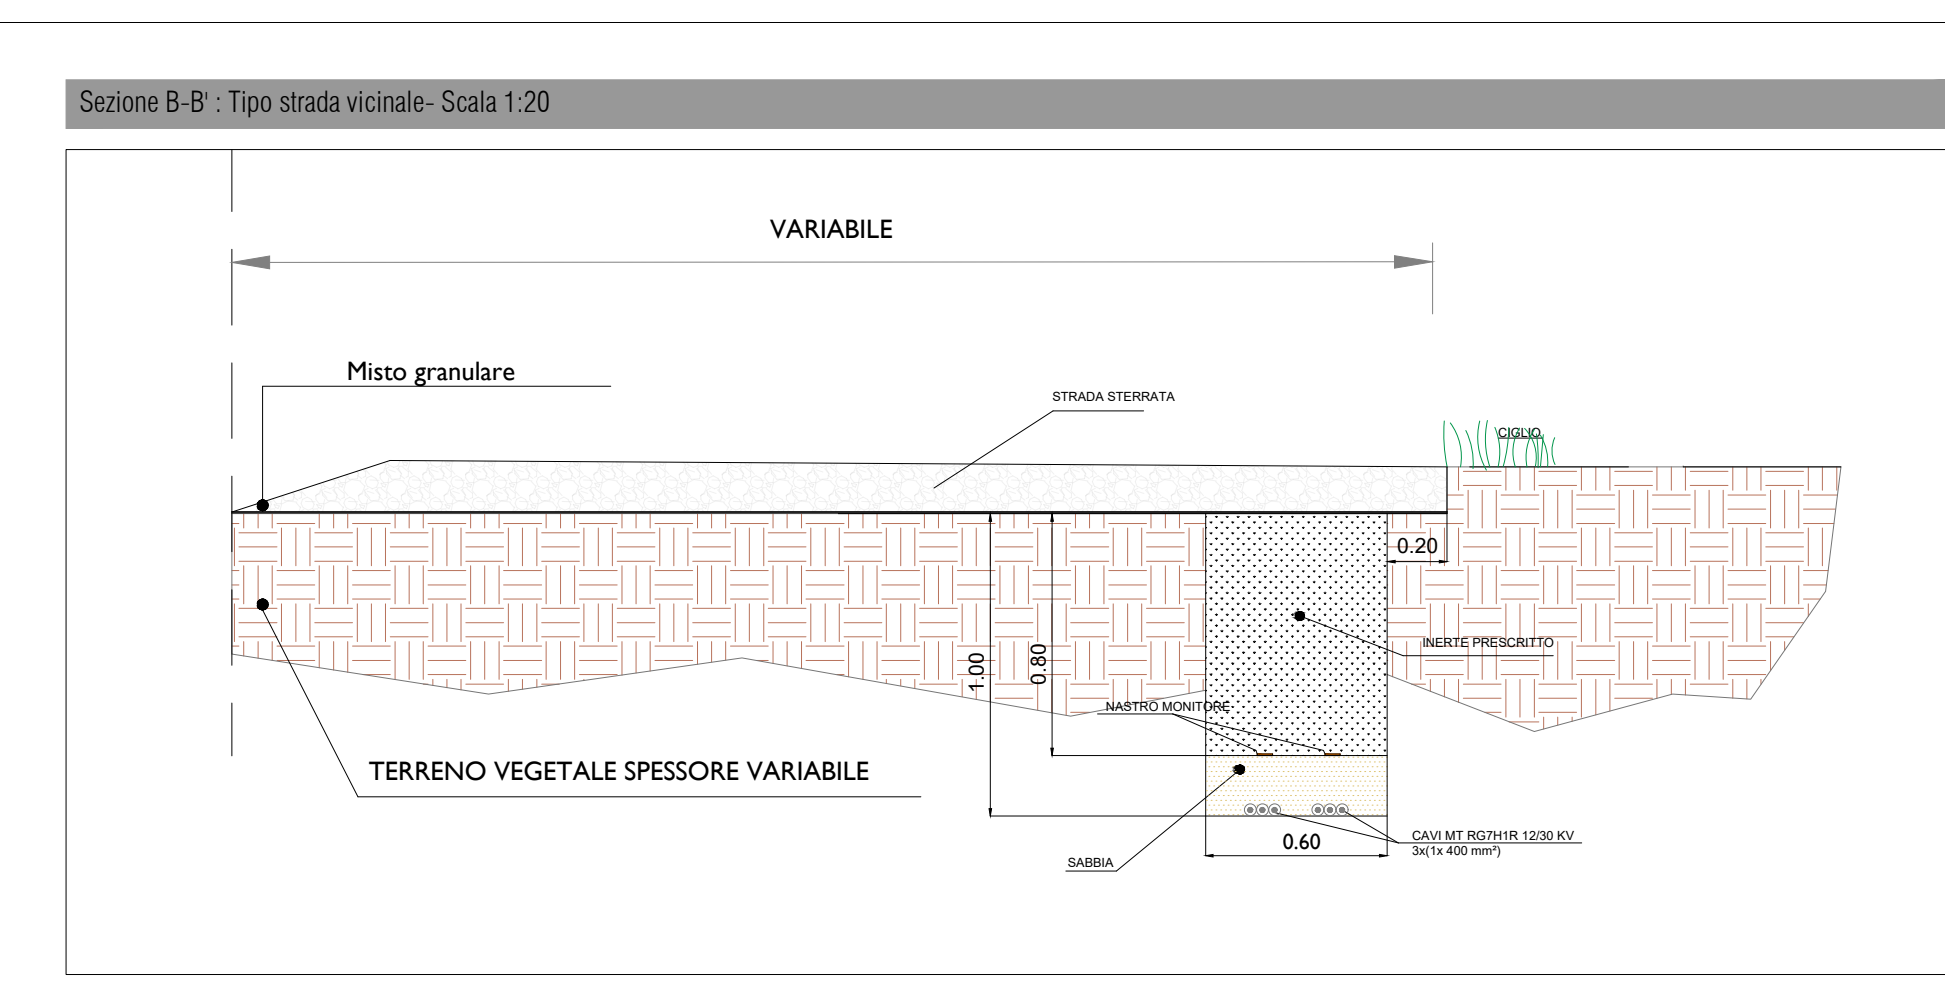 Sezione B-B' : Tipo strada vicinale- Scala 1:20
VARIABILE
Misto granulare
STRADA STERRATA
CIGLIO
0.20
INERTE PRESCRITTO
1.00
0.80
NASTRO MONITORE
TERRENO VEGETALE SPESSORE VARIABILE
0.60
CAVI MT RG7H1R 12/30 KV
3x(1x 400 mm²)
SABBIA